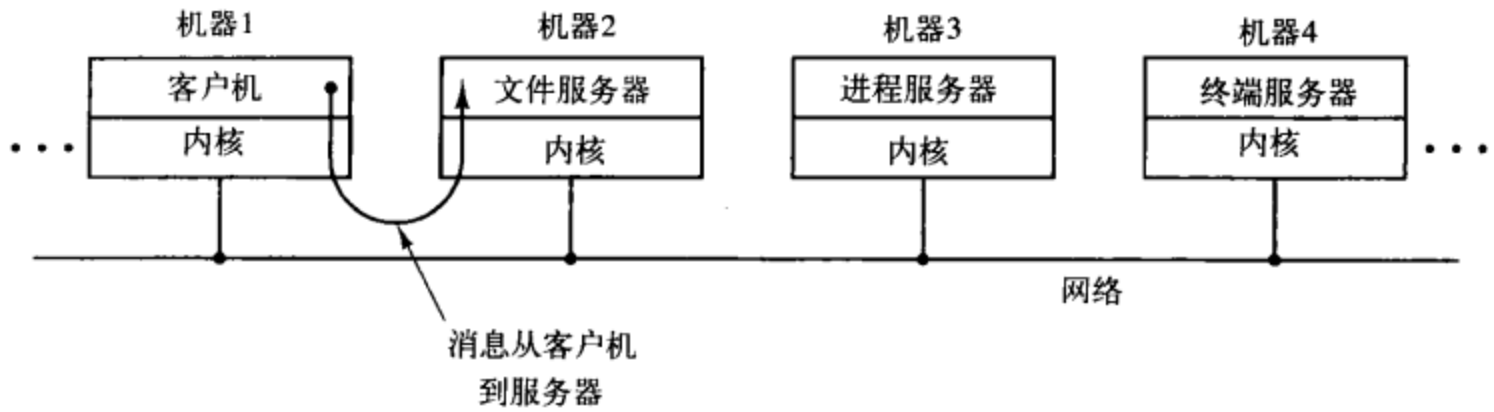 机器1
机器2
机器3
机器4
客户机
文件服务器
进程服务器
终端服务器
...
内核
内核
内核
内核
...
网络
消息从客户机
到服务器